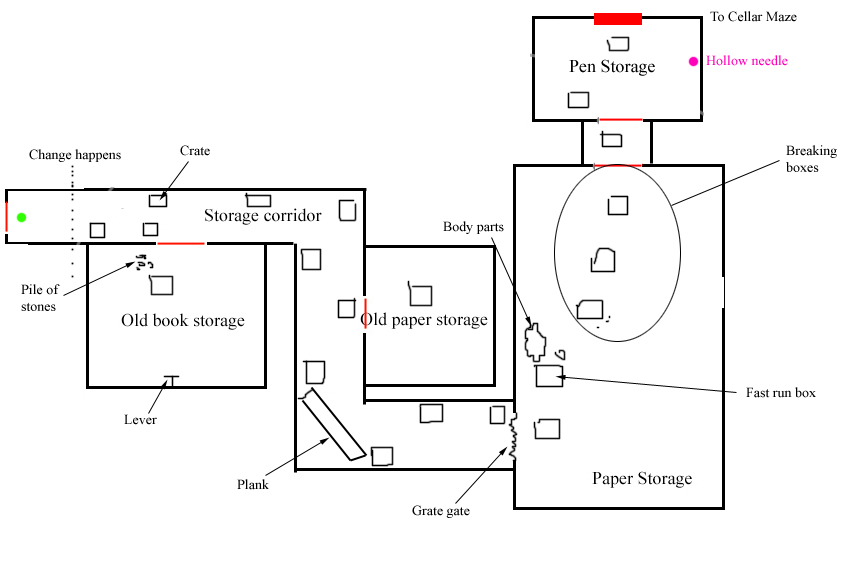 To Cellar Maze
Pen Storage
Hollow needle
Change happens
Crate
Breaking
boxes
Storage corridor
Body parts
Pile of
stones
Old book storage
Old paper storage
Fast run box
Lever
Plank
Paper Storage
Grate gate